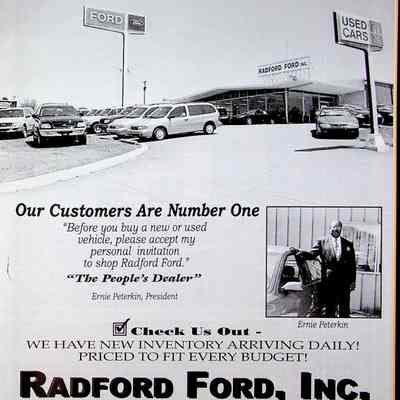 FORD
USED
CARS
RADFORD FORD INC.
Our Customers Are Number One
"Before you buy a new or used
vehicle, please accept my
personal invitation
to shop Radford Ford."
"The People's Dealer"
Ernie Peterkin, President
Ernie Peterkin
Check Us Out -
WE HAVE NEW INVENTORY ARRIVING DAILY!
PRICED TO FIT EVERY BUDGET!
RADFORD FORD, INC.